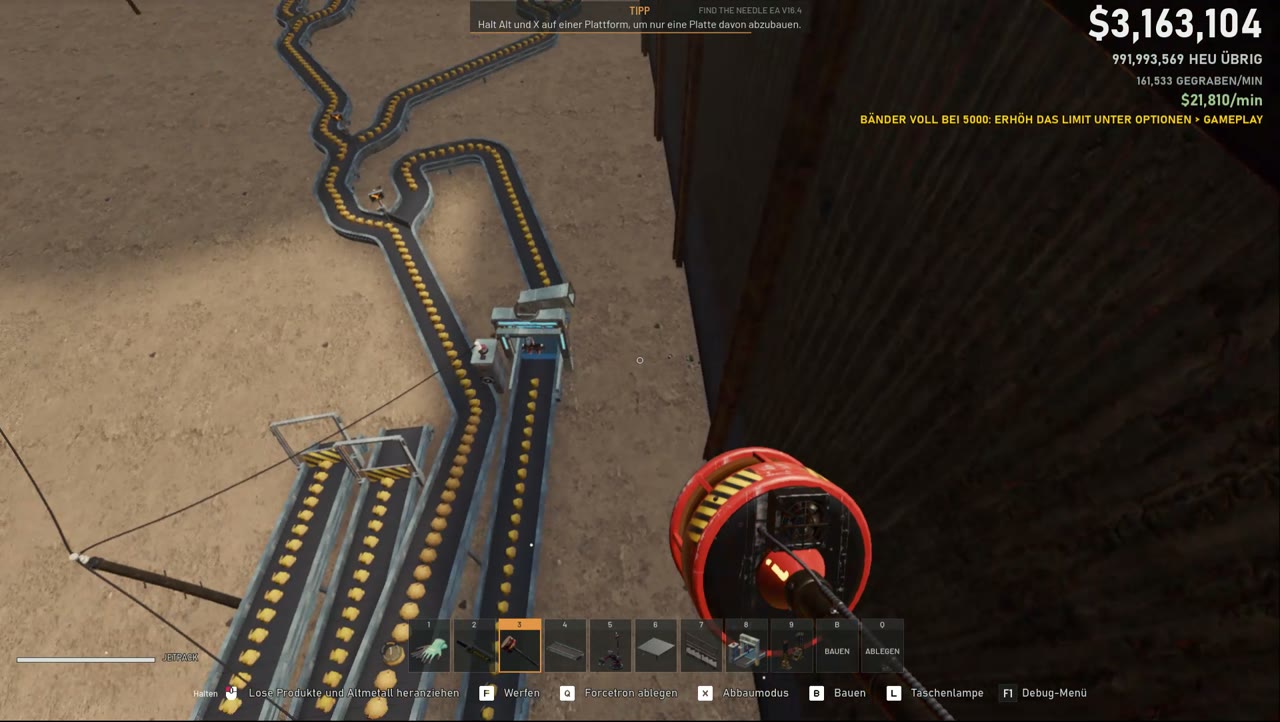 TIPP
FIND THE NEEDLE EA V16.4
Halt Alt und X auf einer Plattform, um nur eine Platte davon abzubauen.
$3,163,104
991,993,569 HEU ÜBRIG
161,533 GEGRABEN/MIN
$21,810/min
BÄNDER VOLL BEI 5000: ERHÖH DAS LIMIT UNTER OPTIONEN > GAMEPLAY
JETPACK
1 2 3 4 5 6 7 8 9 B Q
BAUEN ABLEGEN
Halten Lose Produkte und Altmetall heranziehen F Werfen Q Forcetron ablegen X Abbaumodus B Bauen L Taschenlampe F1 Debug-Menü